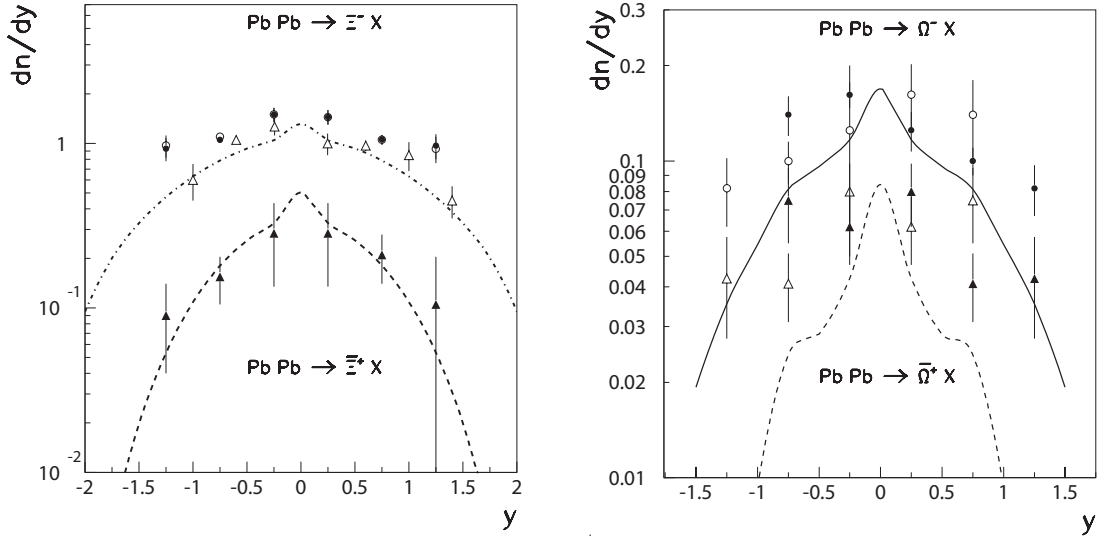 Pb Pb → Ξ⁻ X
dn/dy
1
10⁻¹
10⁻²
Pb Pb → Ξ̅⁺ X
-2 -1.5 -1 -0.5 0 0.5 1 1.5 2
y
Pb Pb → Ω⁻ X
dn/dy
0.3
0.2
0.1
0.09
0.08
0.07
0.06
0.05
0.04
0.03
0.02
0.01
Pb Pb → Ω̅⁺ X
-1.5 -1 -0.5 0 0.5 1 1.5
y